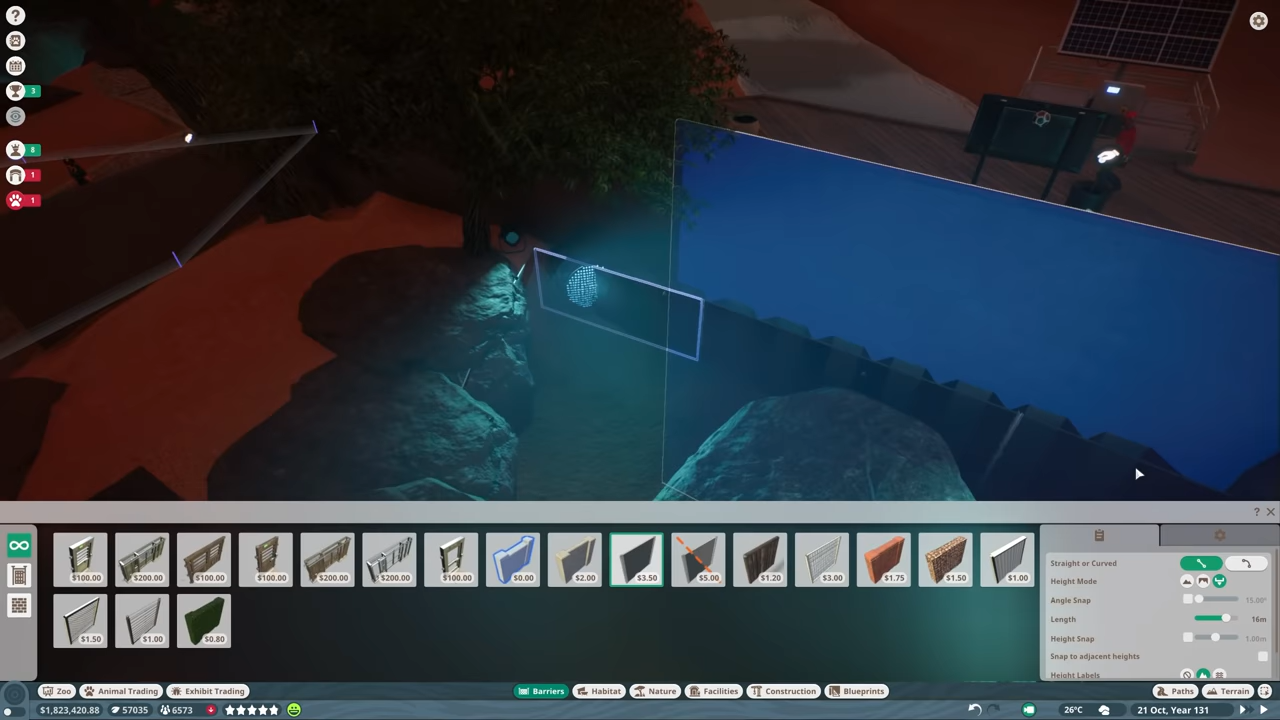 ?
3
8
1
1
?
$100.00 $200.00 $100.00 $100.00 $200.00 $200.00 $100.00 $0.00 $2.00 $3.50 $5.00 $1.20 $3.00 $1.75 $1.50 $1.00
$1.50 $1.00 $0.80
Straight or Curved
Height Mode
Angle Snap 15.00°
Length 16m
Height Snap 1.00m
Snap to adjacent heights
Height Labels
Zoo Animal Trading Exhibit Trading Barriers Habitat Nature Facilities Construction Blueprints Paths Terrain
$1,823,420.88 57035 6573 26°C 21 Oct, Year 131